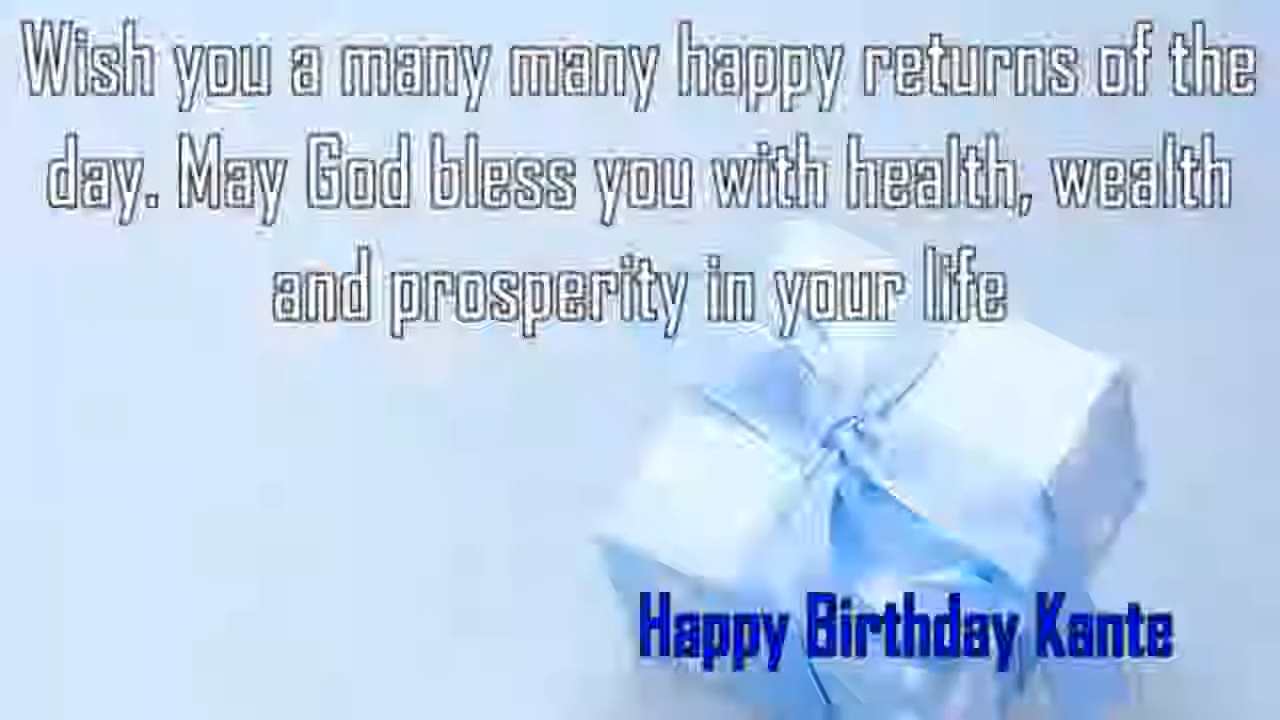 Wish you a many many happy returns of the
day. May God bless you with health, wealth
and prosperity in your life
Happy Birthday Kante